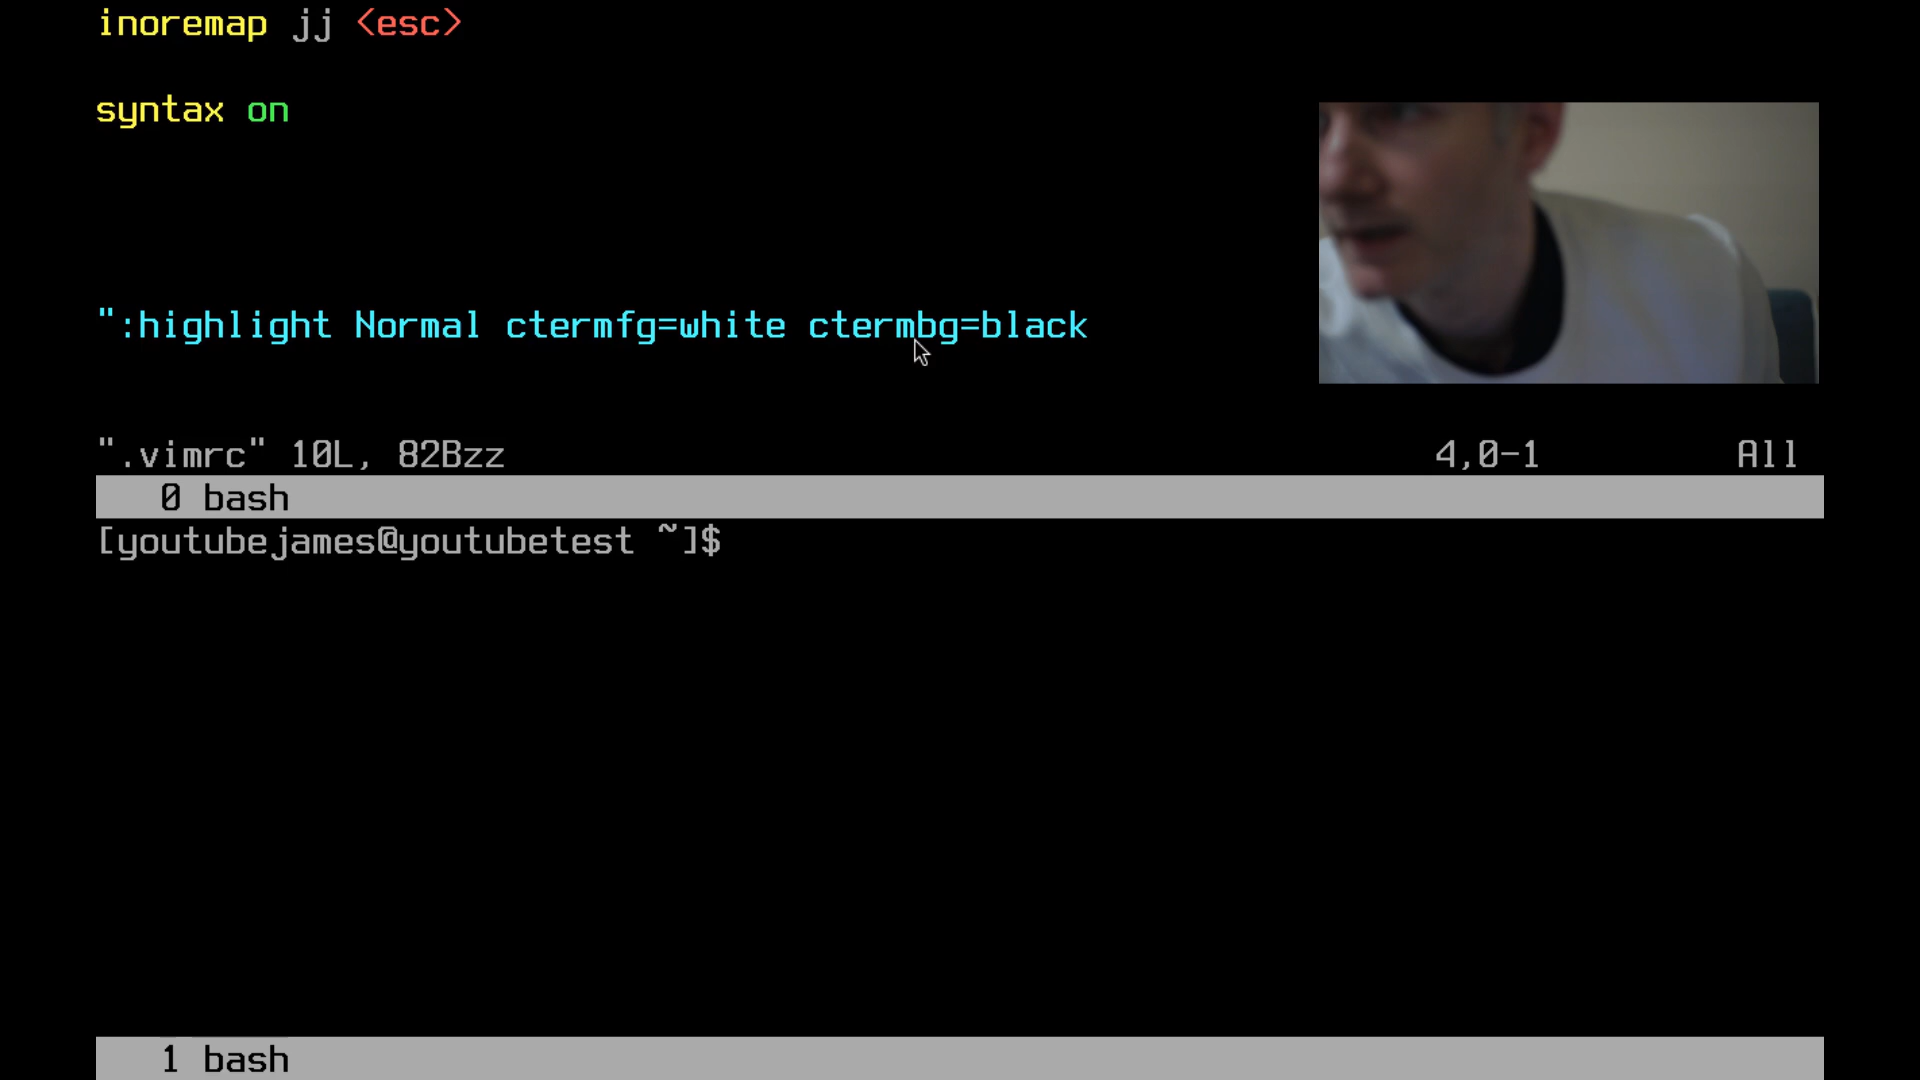 inoremap jj <esc>
syntax on
":highlight Normal ctermfg=white ctermbg=black
".vimrc" 10L, 82Bzz 4,0-1 All
0 bash
[youtubejames@youtubetest ~]$
1 bash